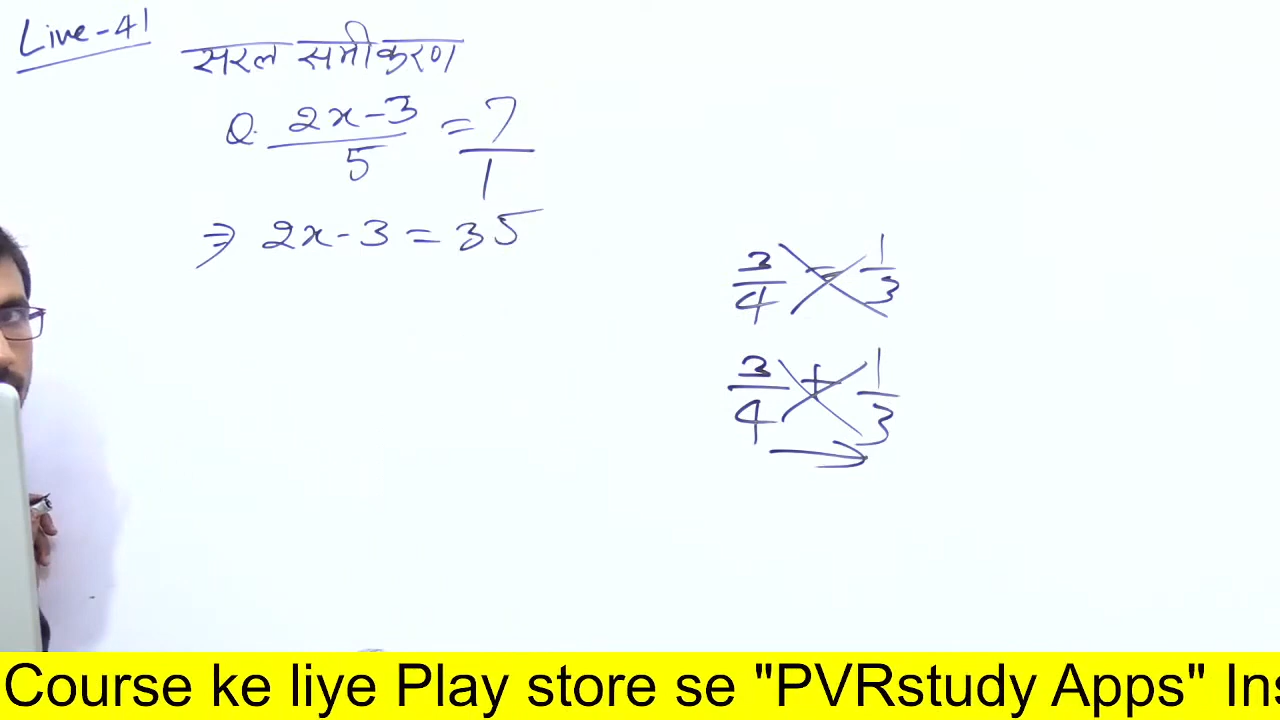 Live-41
सरल समीकरण
Q. 2x-3/5 = 7/1
⇒ 2x-3 = 35
3/4 = 1/3
3/4 + 1/3
Course ke liye Play store se "PVRstudy Apps" Ins